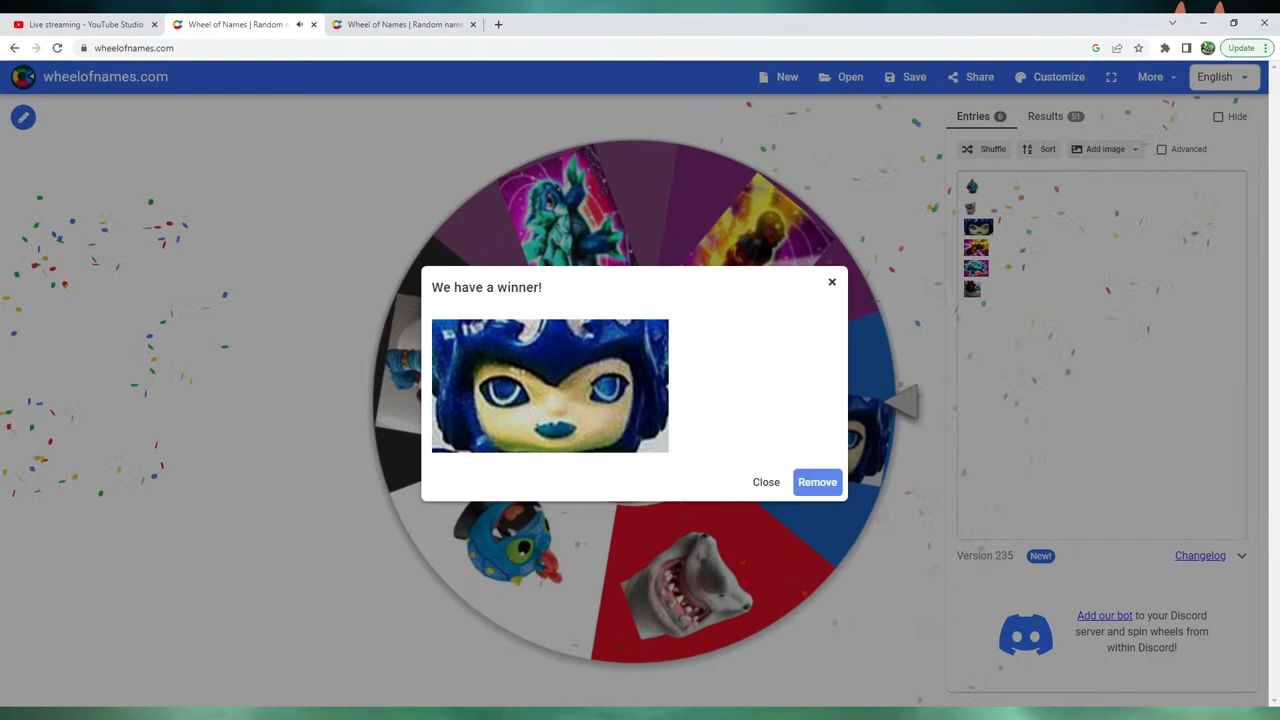 Live streaming - YouTube Studio
Wheel of Names | Random n
Wheel of Names | Random name
wheelofnames.com
Update
wheelofnames.com
New
Open
Save
Share
Customize
More
English
Entries 6
Results 51
Hide
Shuffle
Sort
Add image
Advanced
We have a winner!
Close
Remove
Version 235
New!
Changelog
Add our bot to your Discord
server and spin wheels from
within Discord!